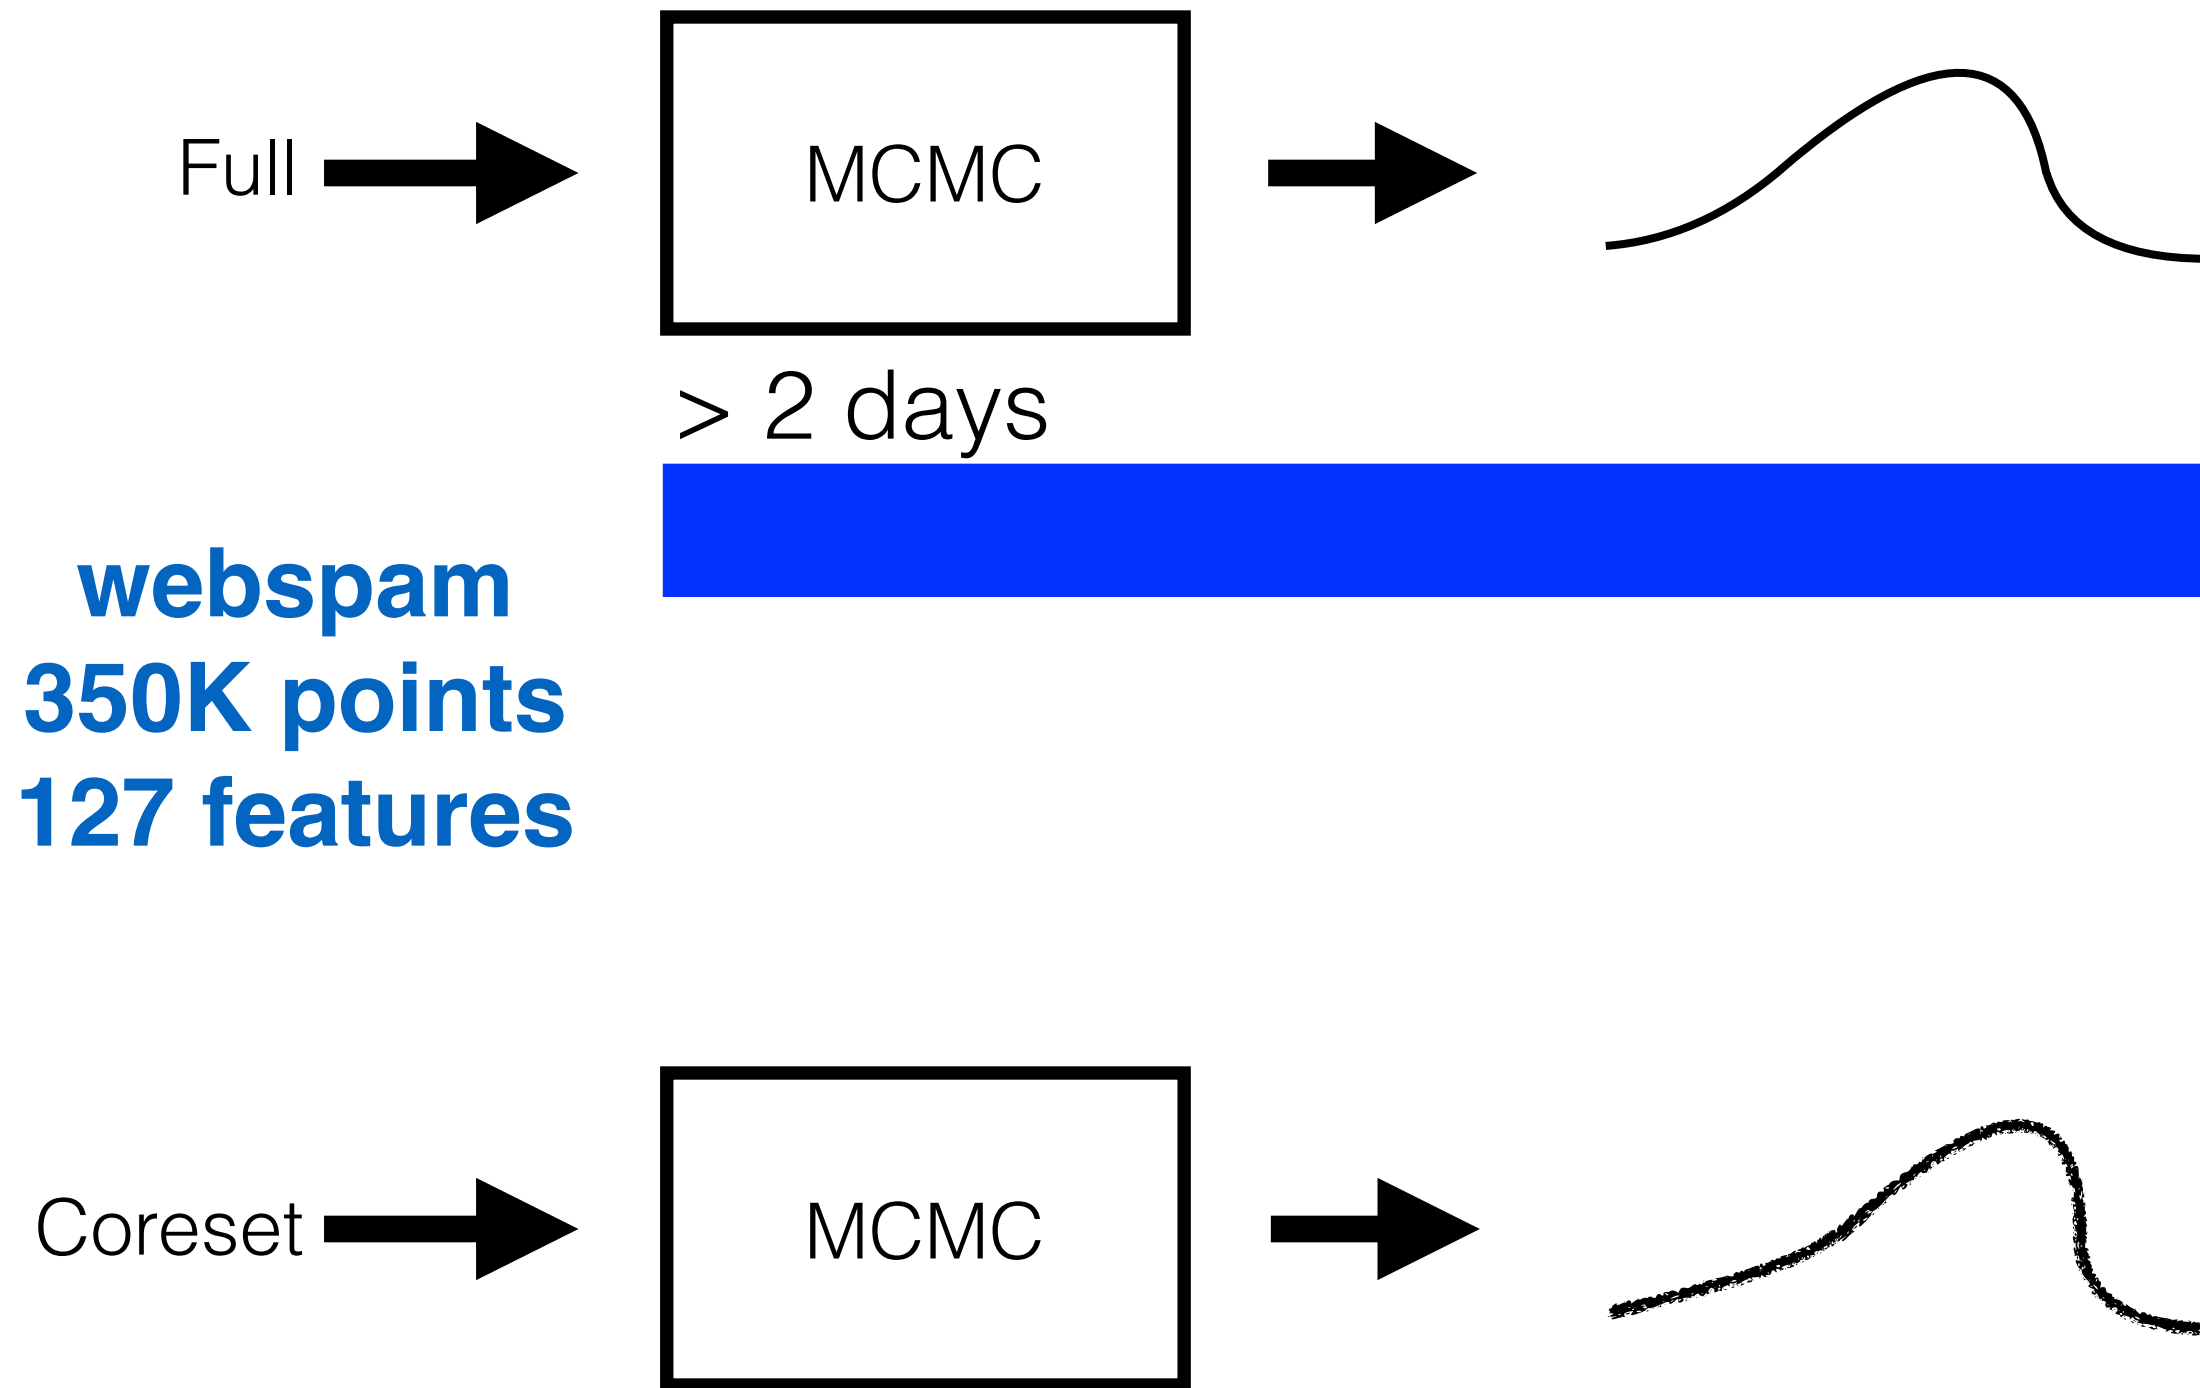 Full
MCMC
> 2 days
webspam
350K points
127 features
Coreset
MCMC